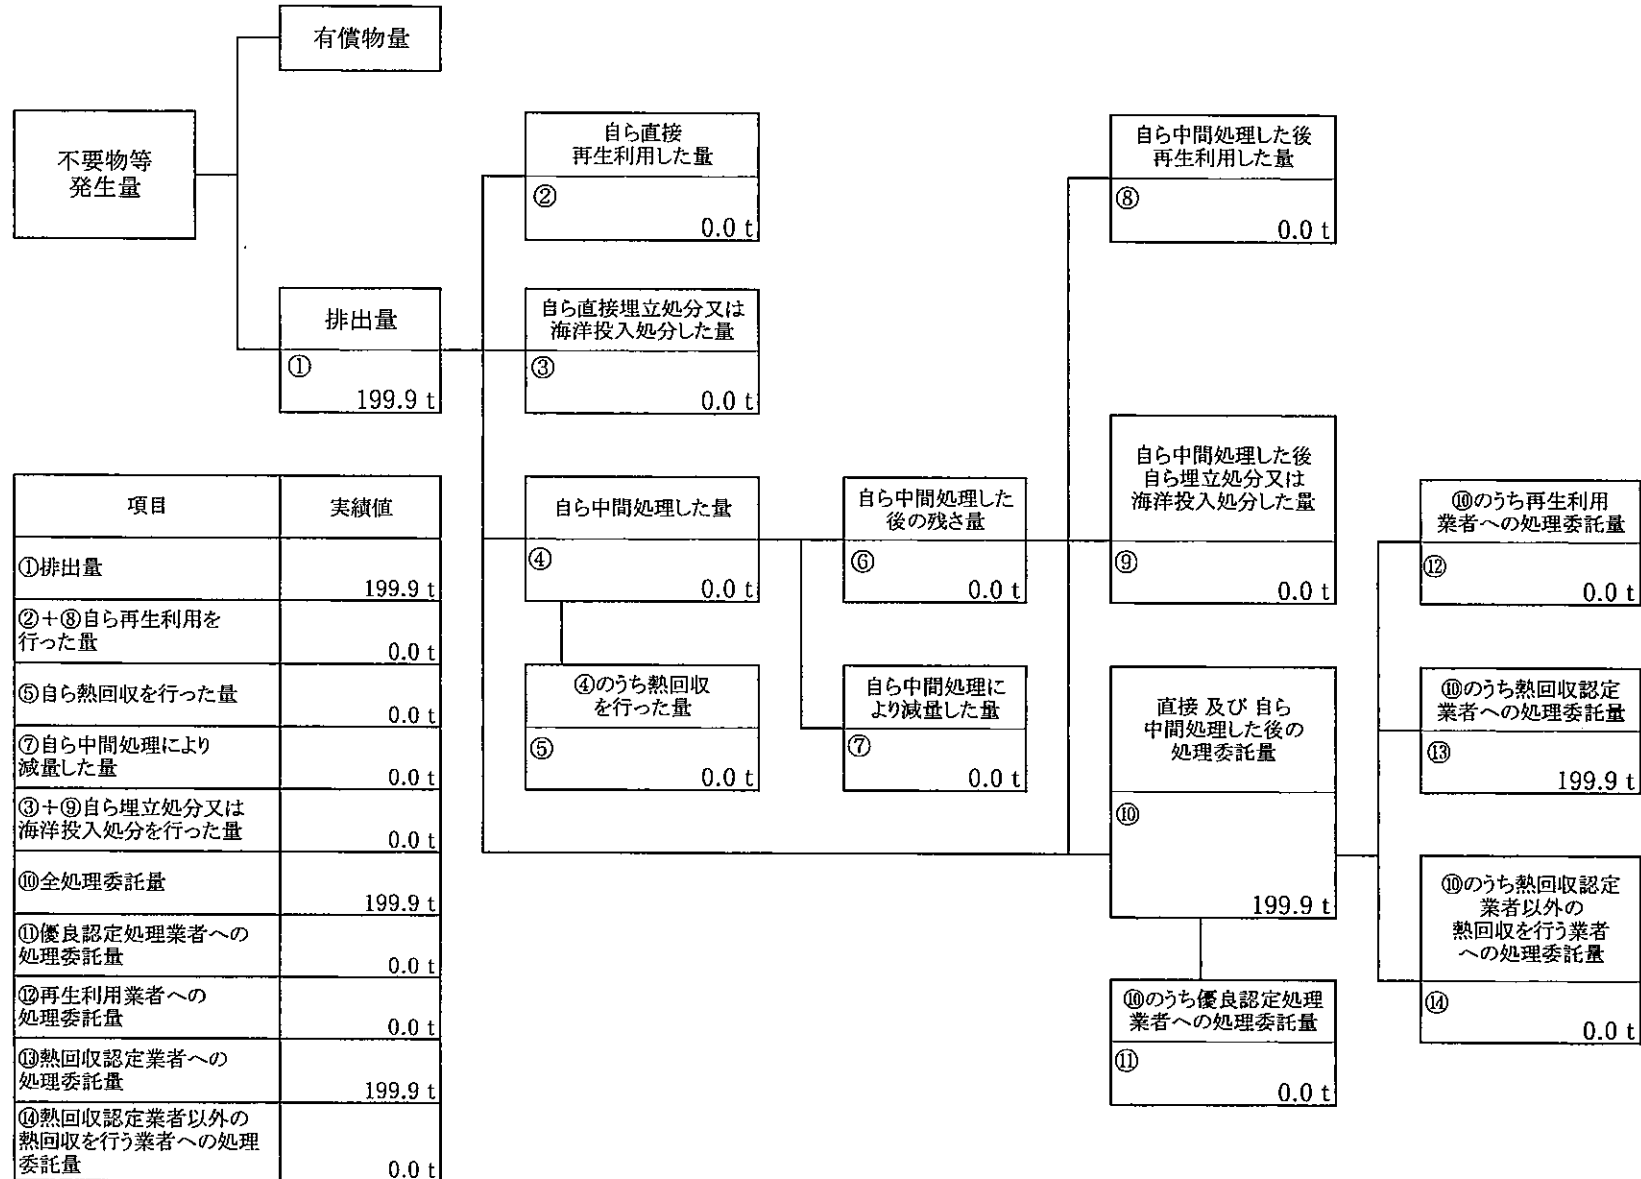 有償物量
不要物等
発生量
排出量
①
199.9 t
自ら直接
再生利用した量
②
0.0 t
自ら直接埋立処分又は
海洋投入処分した量
③
0.0 t
自ら中間処理した量
④
0.0 t
④のうち熱回収
を行った量
⑤
0.0 t
自ら中間処理した
後の残さ量
⑥
0.0 t
自ら中間処理に
より減量した量
⑦
0.0 t
自ら中間処理した後
再生利用した量
⑧
0.0 t
自ら中間処理した後
自ら埋立処分又は
海洋投入処分した量
⑨
0.0 t
直接 及び 自ら
中間処理した後の
処理委託量
⑩
199.9 t
⑩のうち優良認定処理
業者への処理委託量
⑪
0.0 t
⑩のうち再生利用
業者への処理委託量
⑫
0.0 t
⑩のうち熱回収認定
業者への処理委託量
⑬
199.9 t
⑩のうち熱回収認定
業者以外の
熱回収を行う業者
への処理委託量
⑭
0.0 t
項目 実績値
①排出量
199.9 t
②+⑧自ら再生利用を
行った量
0.0 t
⑤自ら熱回収を行った量
0.0 t
⑦自ら中間処理により
減量した量
0.0 t
③+⑨自ら埋立処分又は
海洋投入処分を行った量
0.0 t
⑩全処理委託量
199.9 t
⑪優良認定処理業者への
処理委託量
0.0 t
⑫再生利用業者への
処理委託量
0.0 t
⑬熱回収認定業者への
処理委託量
199.9 t
⑭熱回収認定業者以外の
熱回収を行う業者への処理
委託量
0.0 t